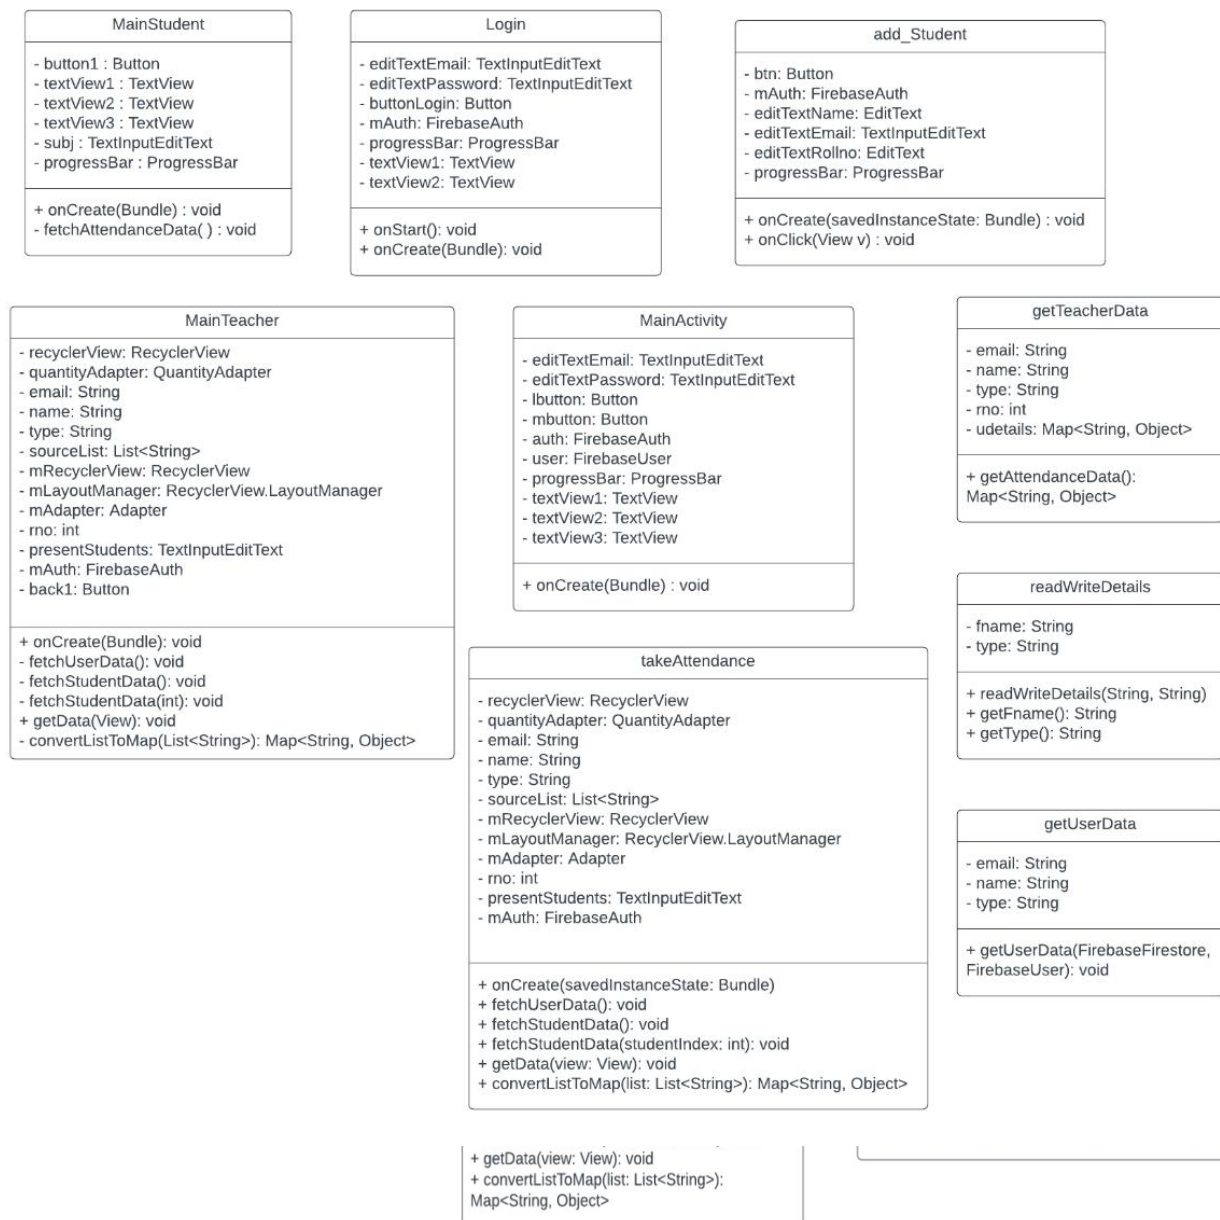 MainStudent
- button1 : Button
- textView1 : TextView
- textView2 : TextView
- textView3 : TextView
- subj : TextInputEditText
- progressBar : ProgressBar
+ onCreate(Bundle) : void
- fetchAttendanceData( ) : void
Login
- editTextEmail: TextInputEditText
- editTextPassword: TextInputEditText
- buttonLogin: Button
- mAuth: FirebaseAuth
- progressBar: ProgressBar
- textView1: TextView
- textView2: TextView
+ onStart(): void
+ onCreate(Bundle): void
add_Student
- btn: Button
- mAuth: FirebaseAuth
- editTextName: EditText
- editTextEmail: TextInputEditText
- editTextRollno: EditText
- progressBar: ProgressBar
+ onCreate(savedInstanceState: Bundle) : void
+ onClick(View v) : void
MainTeacher
- recyclerView: RecyclerView
- quantityAdapter: QuantityAdapter
- email: String
- name: String
- type: String
- sourceList: List<String>
- mRecyclerView: RecyclerView
- mLayoutManager: RecyclerView.LayoutManager
- mAdapter: Adapter
- rno: int
- presentStudents: TextInputEditText
- mAuth: FirebaseAuth
- back1: Button
+ onCreate(Bundle): void
- fetchUserData(): void
- fetchStudentData(): void
- fetchStudentData(int): void
+ getData(View): void
- convertListToMap(List<String>): Map<String, Object>
MainActivity
- editTextEmail: TextInputEditText
- editTextPassword: TextInputEditText
- lbutton: Button
- mbutton: Button
- auth: FirebaseAuth
- user: FirebaseUser
- progressBar: ProgressBar
- textView1: TextView
- textView2: TextView
- textView3: TextView
+ onCreate(Bundle) : void
getTeacherData
- email: String
- name: String
- type: String
- rno: int
- udetails: Map<String, Object>
+ getAttendanceData():
Map<String, Object>
readWriteDetails
- fname: String
- type: String
+ readWriteDetails(String, String)
+ getFname(): String
+ getType(): String
takeAttendance
- recyclerView: RecyclerView
- quantityAdapter: QuantityAdapter
- email: String
- name: String
- type: String
- sourceList: List<String>
- mRecyclerView: RecyclerView
- mLayoutManager: RecyclerView.LayoutManager
- mAdapter: Adapter
- rno: int
- presentStudents: TextInputEditText
- mAuth: FirebaseAuth
+ onCreate(savedInstanceState: Bundle)
+ fetchUserData(): void
+ fetchStudentData(): void
+ fetchStudentData(studentIndex: int): void
+ getData(view: View): void
+ convertListToMap(list: List<String>): Map<String, Object>
getUserData
- email: String
- name: String
- type: String
+ getUserData(FirebaseFirestore,
FirebaseUser): void
+ getData(view: View): void
+ convertListToMap(list: List<String>):
Map<String, Object>